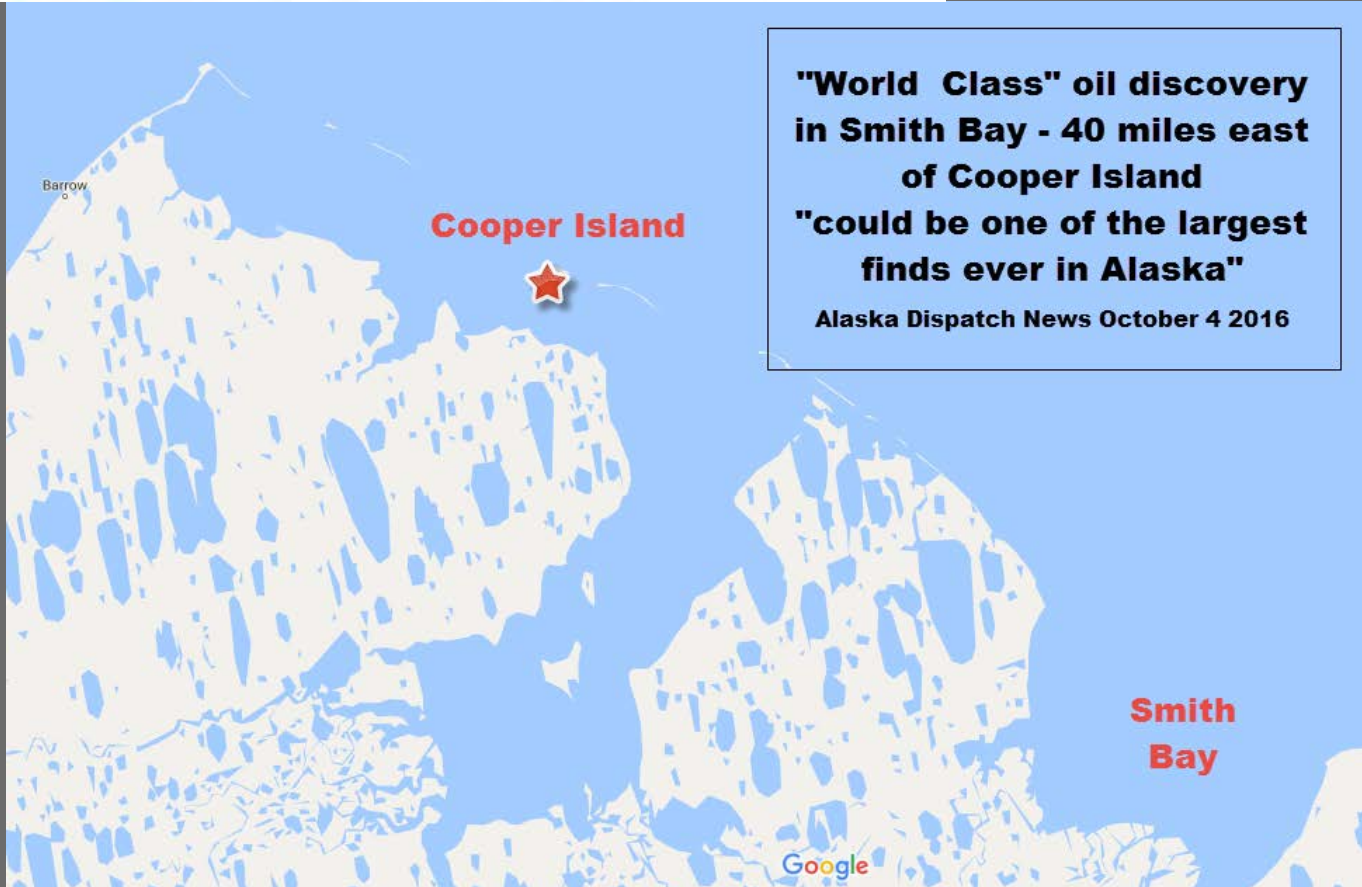 "World Class" oil discovery
in Smith Bay - 40 miles east
of Cooper Island
"could be one of the largest
finds ever in Alaska"
Alaska Dispatch News October 4 2016
Barrow
Cooper Island
Smith
Bay
Google